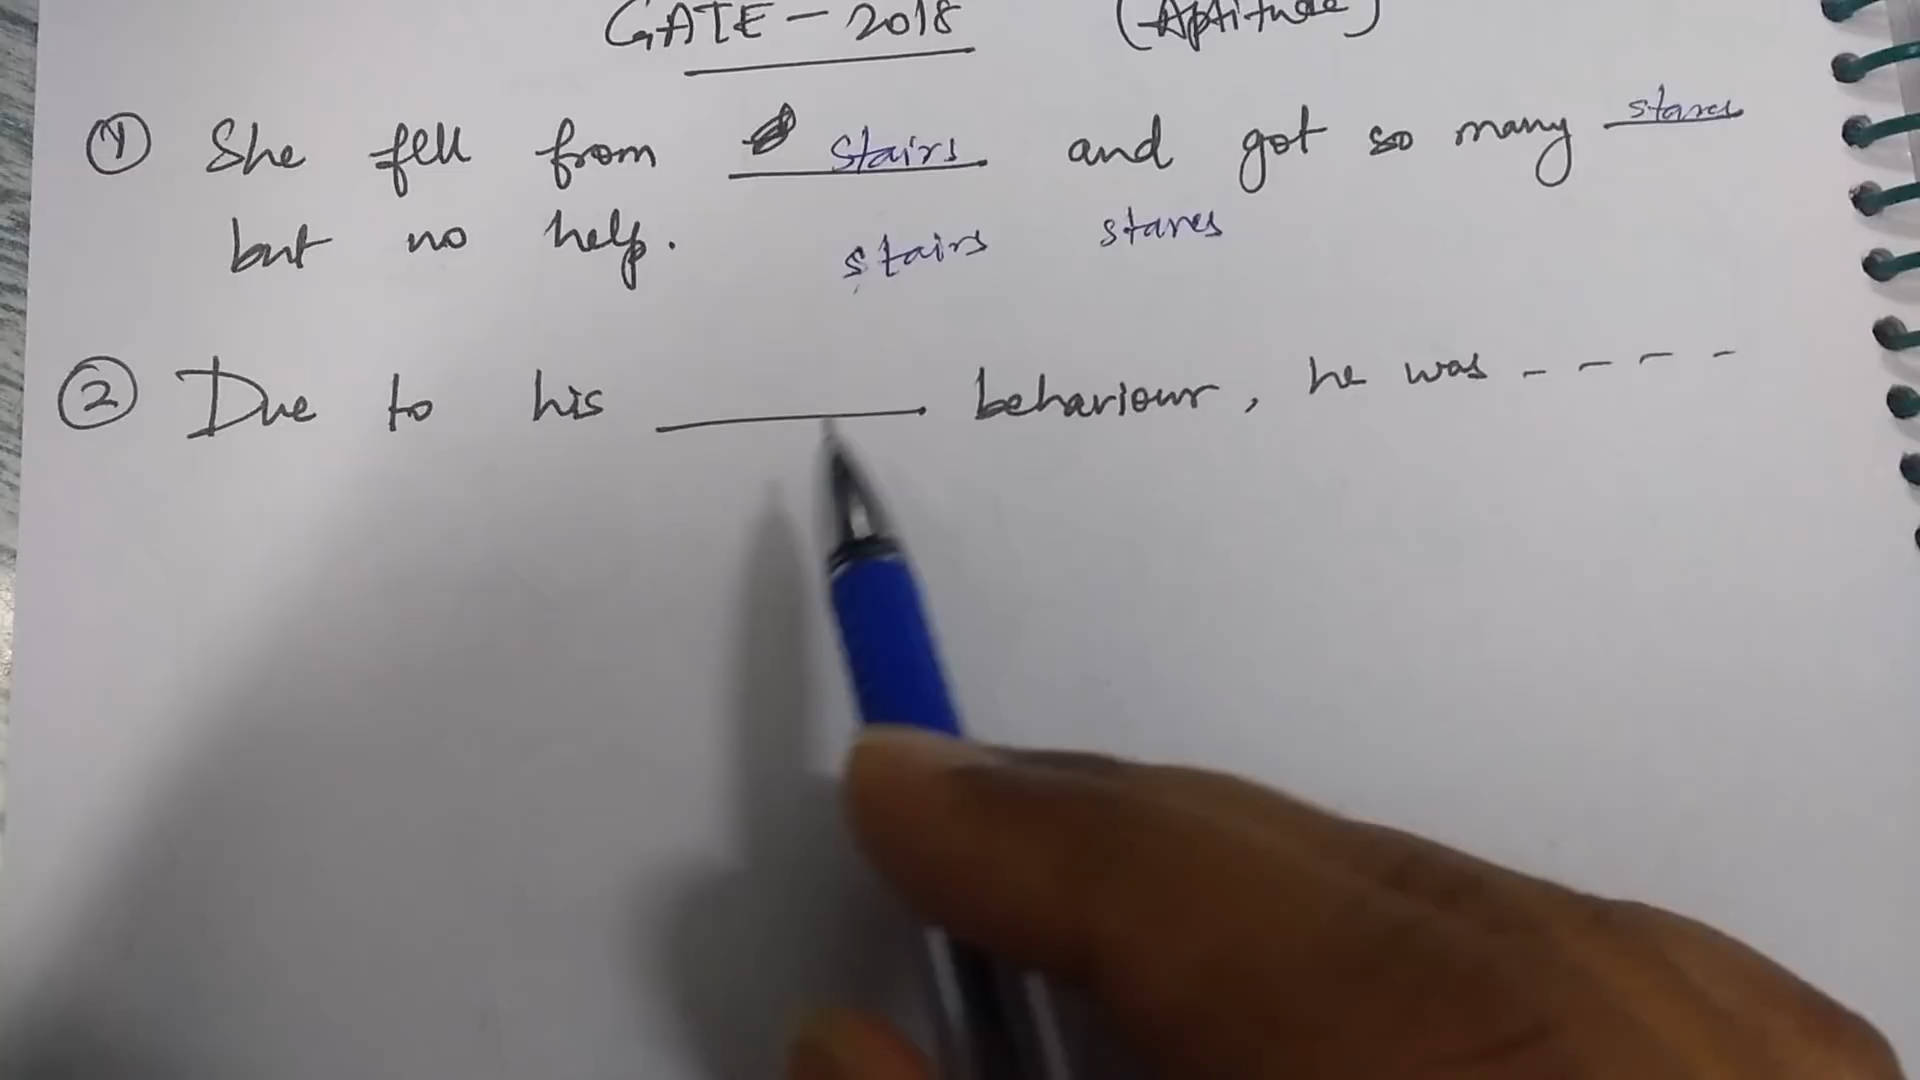 GATE - 2018 (Aptitude)
① She fell from stairs and got so many stares
but no help. stairs stares
② Due to his ______ behaviour, he was - - - -